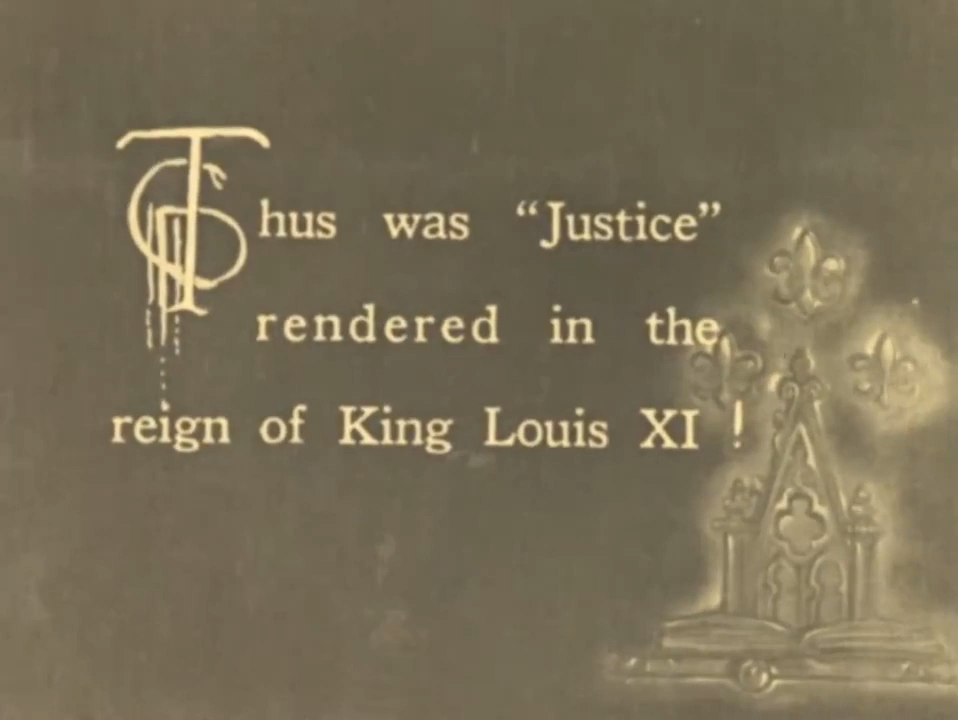 Thus was “Justice”
rendered in the
reign of King Louis XI !